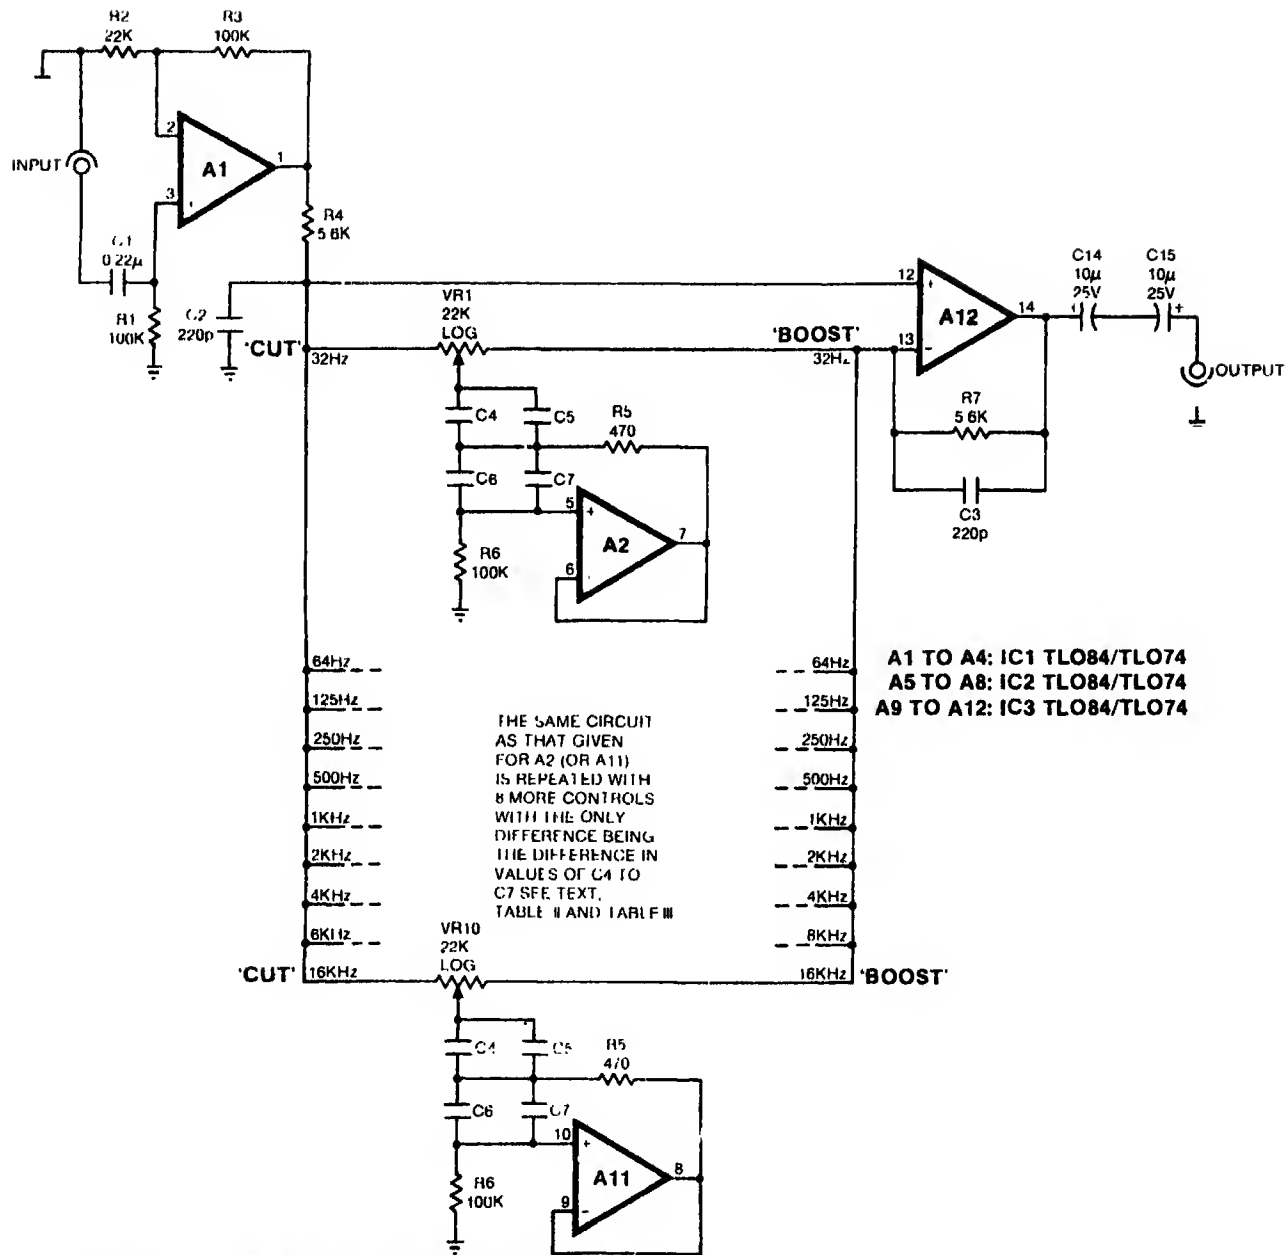 R2
22K
R3
100K
INPUT
2
A1
1
3
+
C1
0.22µ
R1
100K
C2
220p
R4
5.6K
'CUT'
32Hz
VR1
22K
LOG
'BOOST'
32Hz
12
+
A12
14
13
−
C14
10µ
25V
+
C15
10µ
25V
+
OUTPUT
R7
5.6K
C3
220p
C4
C5
R5
470
C6
C7
5
+
A2
7
6
-
R6
100K
64Hz
125Hz
250Hz
500Hz
1KHz
2KHz
4KHz
16KHz
THE SAME CIRCUIT
AS THAT GIVEN
FOR A2 (OR A11)
IS REPEATED WITH
8 MORE CONTROLS
WITH THE ONLY
DIFFERENCE BEING
THE DIFFERENCE IN
VALUES OF C4 TO
C7 SEE TEXT,
TABLE II AND TABLE III
64Hz
125Hz
250Hz
500Hz
1KHz
2KHz
4KHz
8KHz
16KHz
A1 TO A4: IC1 TLO84/TLO74
A5 TO A8: IC2 TLO84/TLO74
A9 TO A12: IC3 TLO84/TLO74
'CUT'
VR10
22K
LOG
'BOOST'
C4
C5
R5
470
C6
C7
10
+
A11
8
9
−
R6
100K